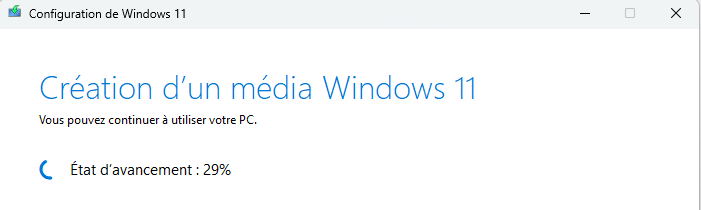 Configuration de Windows 11
Création d’un média Windows 11
Vous pouvez continuer à utiliser votre PC.
État d’avancement : 29%